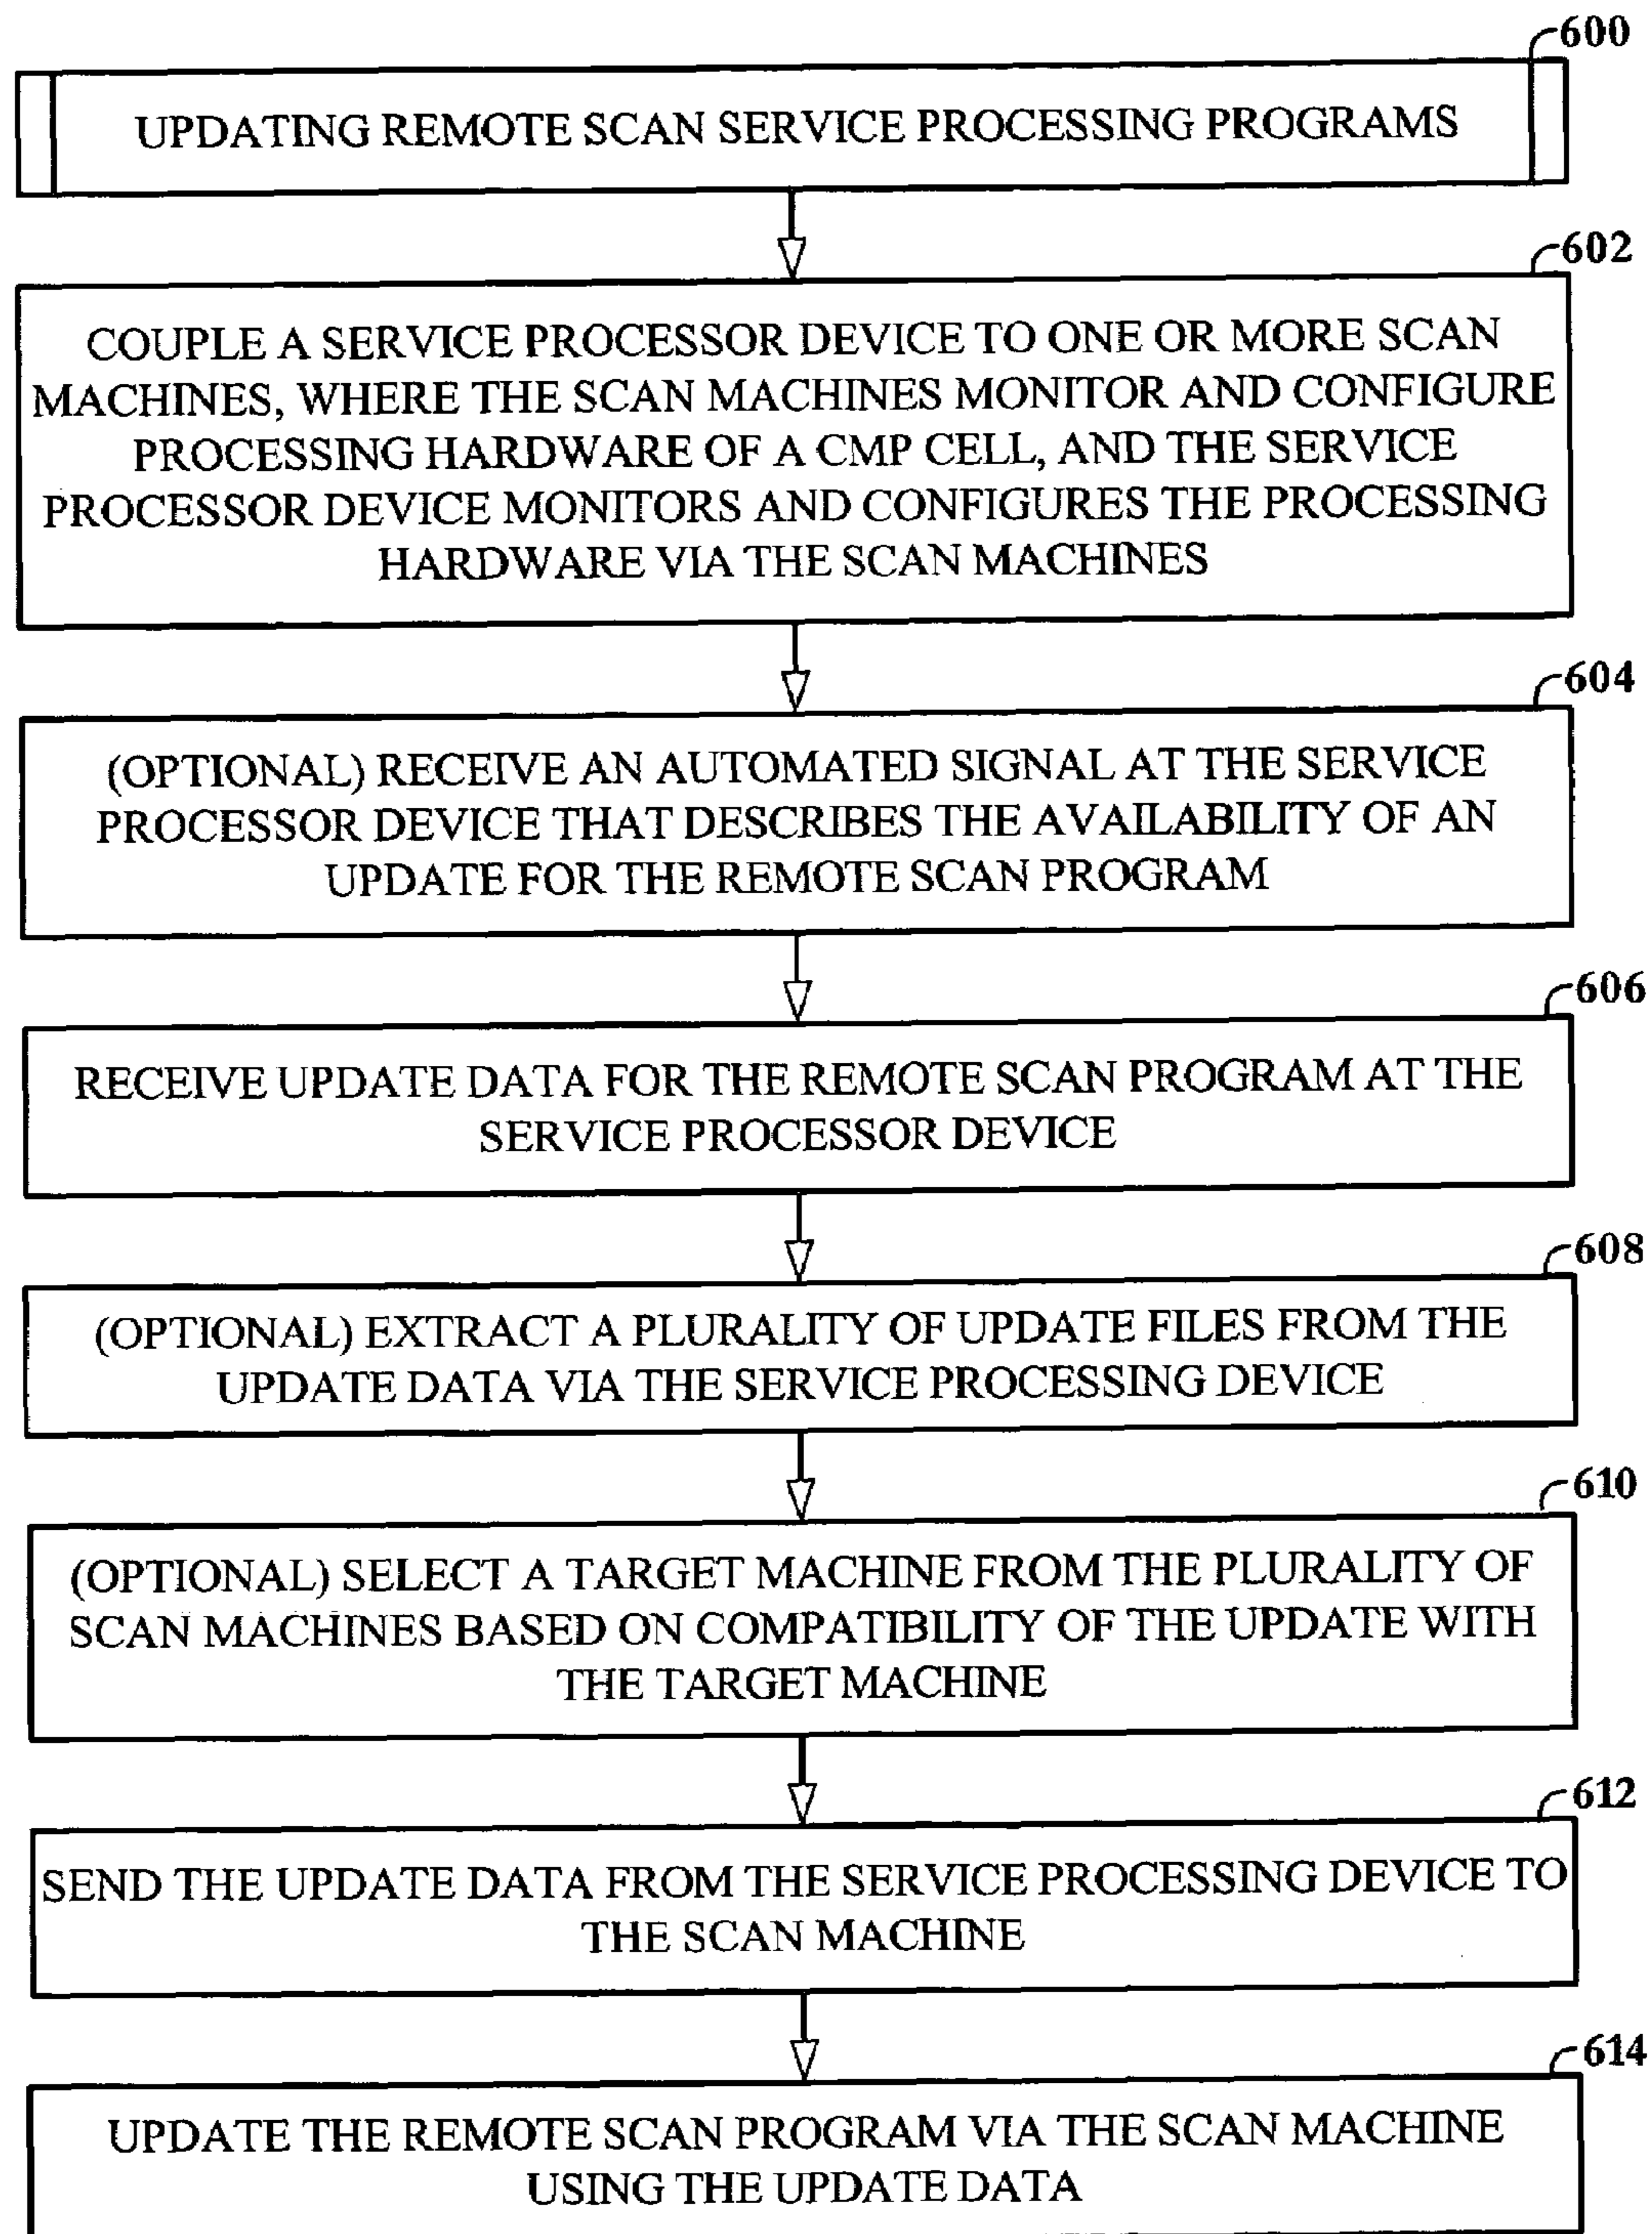 600
UPDATING REMOTE SCAN SERVICE PROCESSING PROGRAMS
602
COUPLE A SERVICE PROCESSOR DEVICE TO ONE OR MORE SCAN
MACHINES, WHERE THE SCAN MACHINES MONITOR AND CONFIGURE
PROCESSING HARDWARE OF A CMP CELL, AND THE SERVICE
PROCESSOR DEVICE MONITORS AND CONFIGURES THE PROCESSING
HARDWARE VIA THE SCAN MACHINES
604
(OPTIONAL) RECEIVE AN AUTOMATED SIGNAL AT THE SERVICE
PROCESSOR DEVICE THAT DESCRIBES THE AVAILABILITY OF AN
UPDATE FOR THE REMOTE SCAN PROGRAM
606
RECEIVE UPDATE DATA FOR THE REMOTE SCAN PROGRAM AT THE
SERVICE PROCESSOR DEVICE
608
(OPTIONAL) EXTRACT A PLURALITY OF UPDATE FILES FROM THE
UPDATE DATA VIA THE SERVICE PROCESSING DEVICE
610
(OPTIONAL) SELECT A TARGET MACHINE FROM THE PLURALITY OF
SCAN MACHINES BASED ON COMPATIBILITY OF THE UPDATE WITH
THE TARGET MACHINE
612
SEND THE UPDATE DATA FROM THE SERVICE PROCESSING DEVICE TO
THE SCAN MACHINE
614
UPDATE THE REMOTE SCAN PROGRAM VIA THE SCAN MACHINE
USING THE UPDATE DATA